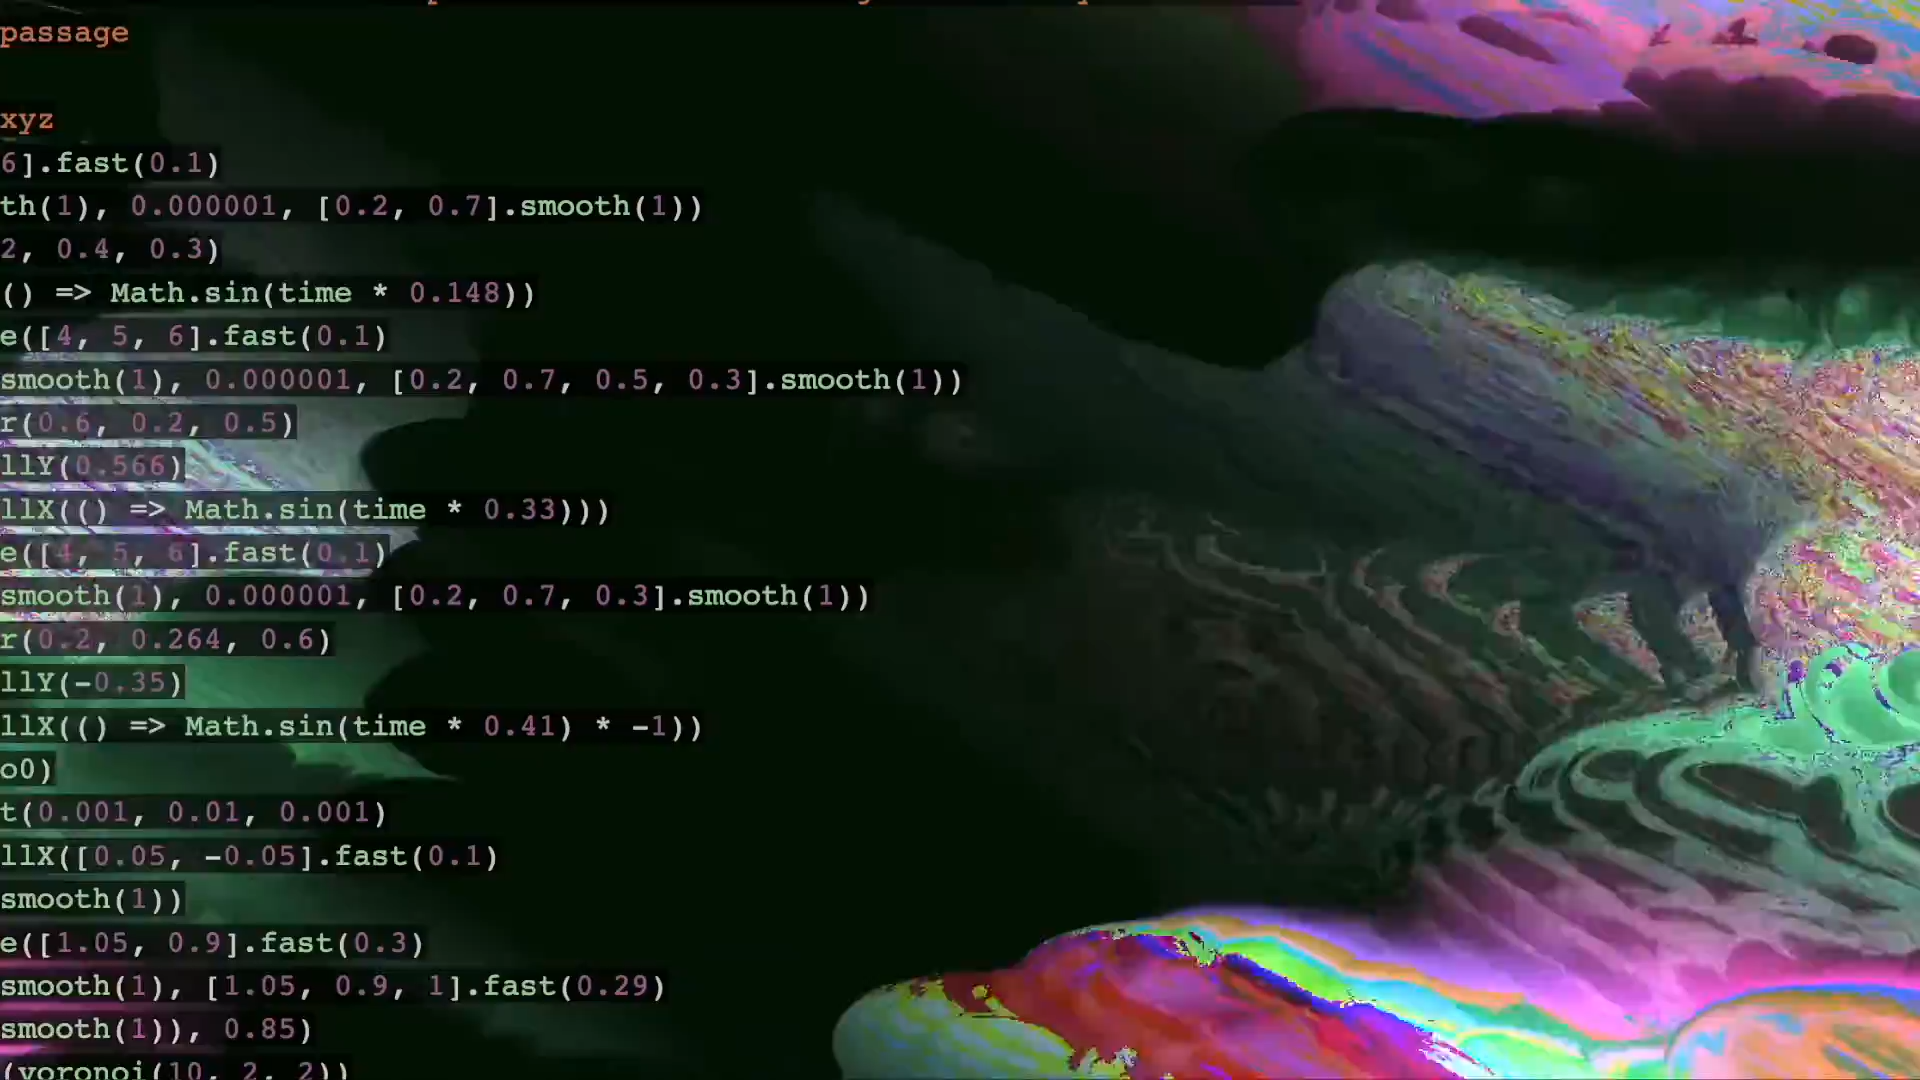 passage
xyz
6].fast(0.1)
th(1), 0.000001, [0.2, 0.7].smooth(1))
2, 0.4, 0.3)
() => Math.sin(time * 0.148))
e([4, 5, 6].fast(0.1)
smooth(1), 0.000001, [0.2, 0.7, 0.5, 0.3].smooth(1))
r(0.6, 0.2, 0.5)
llY(0.566)
llX(() => Math.sin(time * 0.33)))
e([4, 5, 6].fast(0.1)
smooth(1), 0.000001, [0.2, 0.7, 0.3].smooth(1))
r(0.2, 0.264, 0.6)
llY(-0.35)
llX(() => Math.sin(time * 0.41) * -1))
o0)
t(0.001, 0.01, 0.001)
llX([0.05, -0.05].fast(0.1)
smooth(1))
e([1.05, 0.9].fast(0.3)
smooth(1), [1.05, 0.9, 1].fast(0.29)
smooth(1)), 0.85)
(voronoi(10, 2, 2))